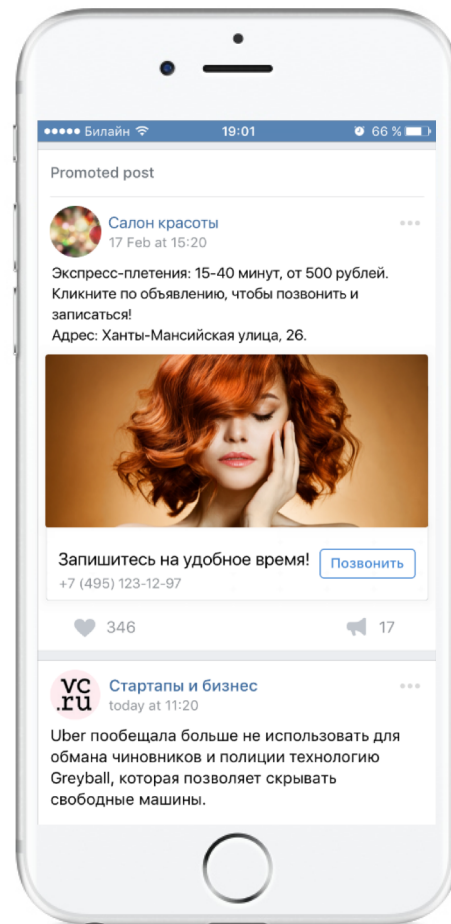 ●●●●● Билайн 19:01 66 %
Promoted post
Салон красоты
17 Feb at 15:20
Экспресс-плетения: 15-40 минут, от 500 рублей.
Кликните по объявлению, чтобы позвонить и
записаться!
Адрес: Ханты-Мансийская улица, 26.
Запишитесь на удобное время!
Позвонить
+7 (495) 123-12-97
346
17
vc
.ru
Стартапы и бизнес
today at 11:20
Uber пообещала больше не использовать для
обмана чиновников и полиции технологию
Greyball, которая позволяет скрывать
свободные машины.